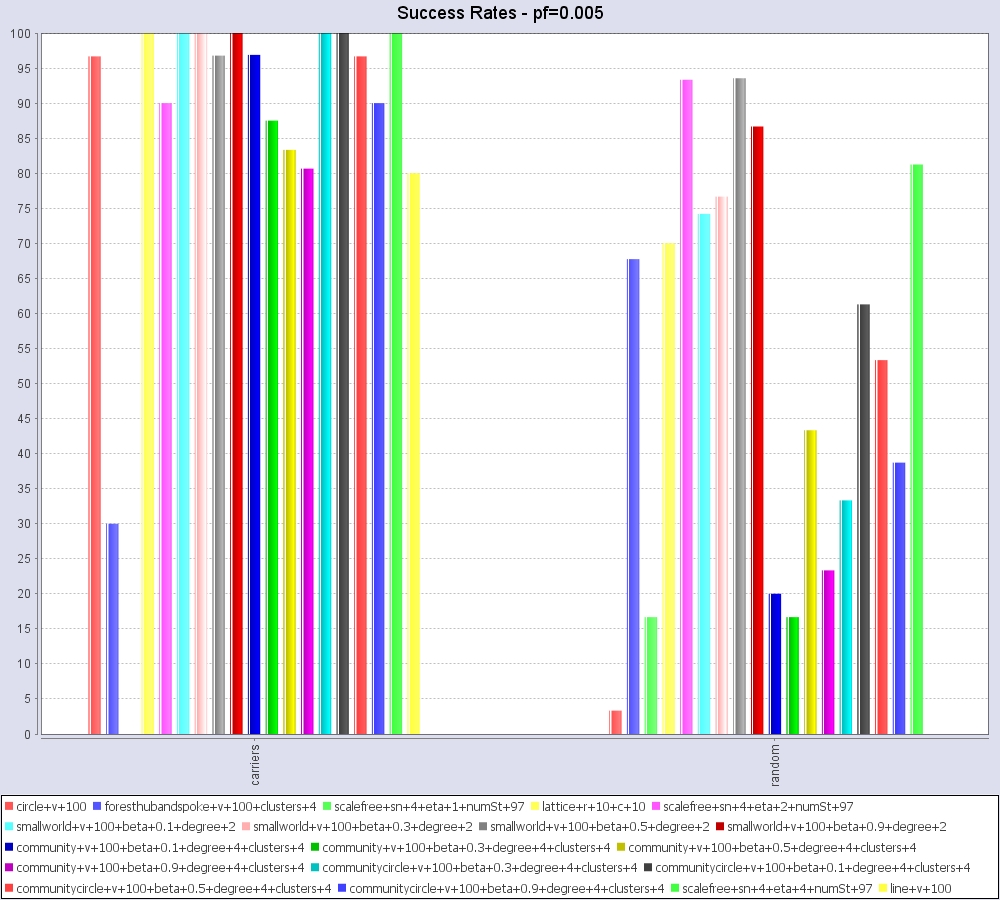 Success Rates - pf=0.005
100
95
90
85
80
75
70
65
60
55
50
45
40
35
30
25
20
15
10
5
0
carriers
random
circle+v+100 foresthubandspoke+v+100+clusters+4 scalefree+sn+4+eta+1+numSt+97 lattice+r+10+c+10 scalefree+sn+4+eta+2+numSt+97
smallworld+v+100+beta+0.1+degree+2 smallworld+v+100+beta+0.3+degree+2 smallworld+v+100+beta+0.5+degree+2 smallworld+v+100+beta+0.9+degree+2
community+v+100+beta+0.1+degree+4+clusters+4 community+v+100+beta+0.3+degree+4+clusters+4 community+v+100+beta+0.5+degree+4+clusters+4
community+v+100+beta+0.9+degree+4+clusters+4 communitycircle+v+100+beta+0.3+degree+4+clusters+4 communitycircle+v+100+beta+0.1+degree+4+clusters+4
communitycircle+v+100+beta+0.5+degree+4+clusters+4 communitycircle+v+100+beta+0.9+degree+4+clusters+4 scalefree+sn+4+eta+4+numSt+97 line+v+100